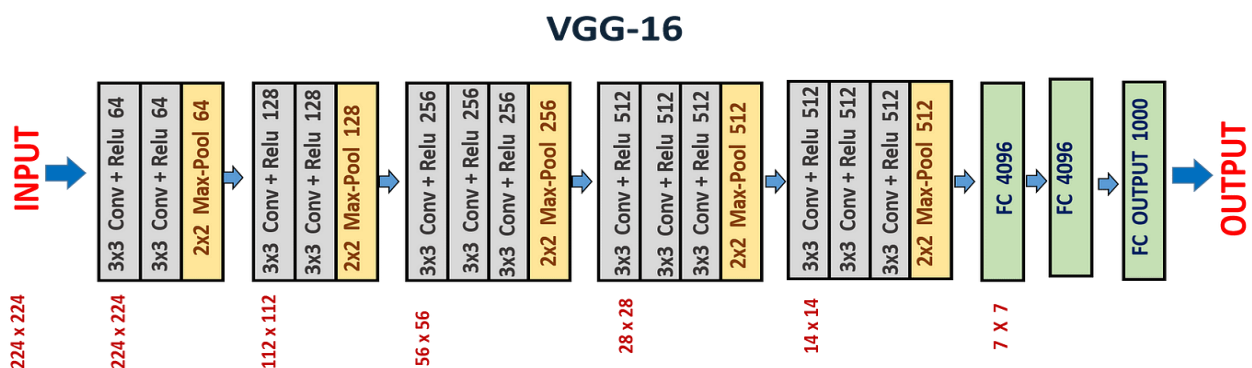 VGG-16
INPUT
3x3 Conv + Relu 64
3x3 Conv + Relu 64
2x2 Max-Pool 64
3x3 Conv + Relu 128
3x3 Conv + Relu 128
2x2 Max-Pool 128
3x3 Conv + Relu 256
3x3 Conv + Relu 256
3x3 Conv + Relu 256
2x2 Max-Pool 256
3x3 Conv + Relu 512
3x3 Conv + Relu 512
3x3 Conv + Relu 512
2x2 Max-Pool 512
3x3 Conv + Relu 512
3x3 Conv + Relu 512
3x3 Conv + Relu 512
2x2 Max-Pool 512
FC 4096
FC 4096
FC OUTPUT 1000
OUTPUT
224 x 224
224 x 224
112 x 112
56 x 56
28 x 28
14 x 14
7 X 7